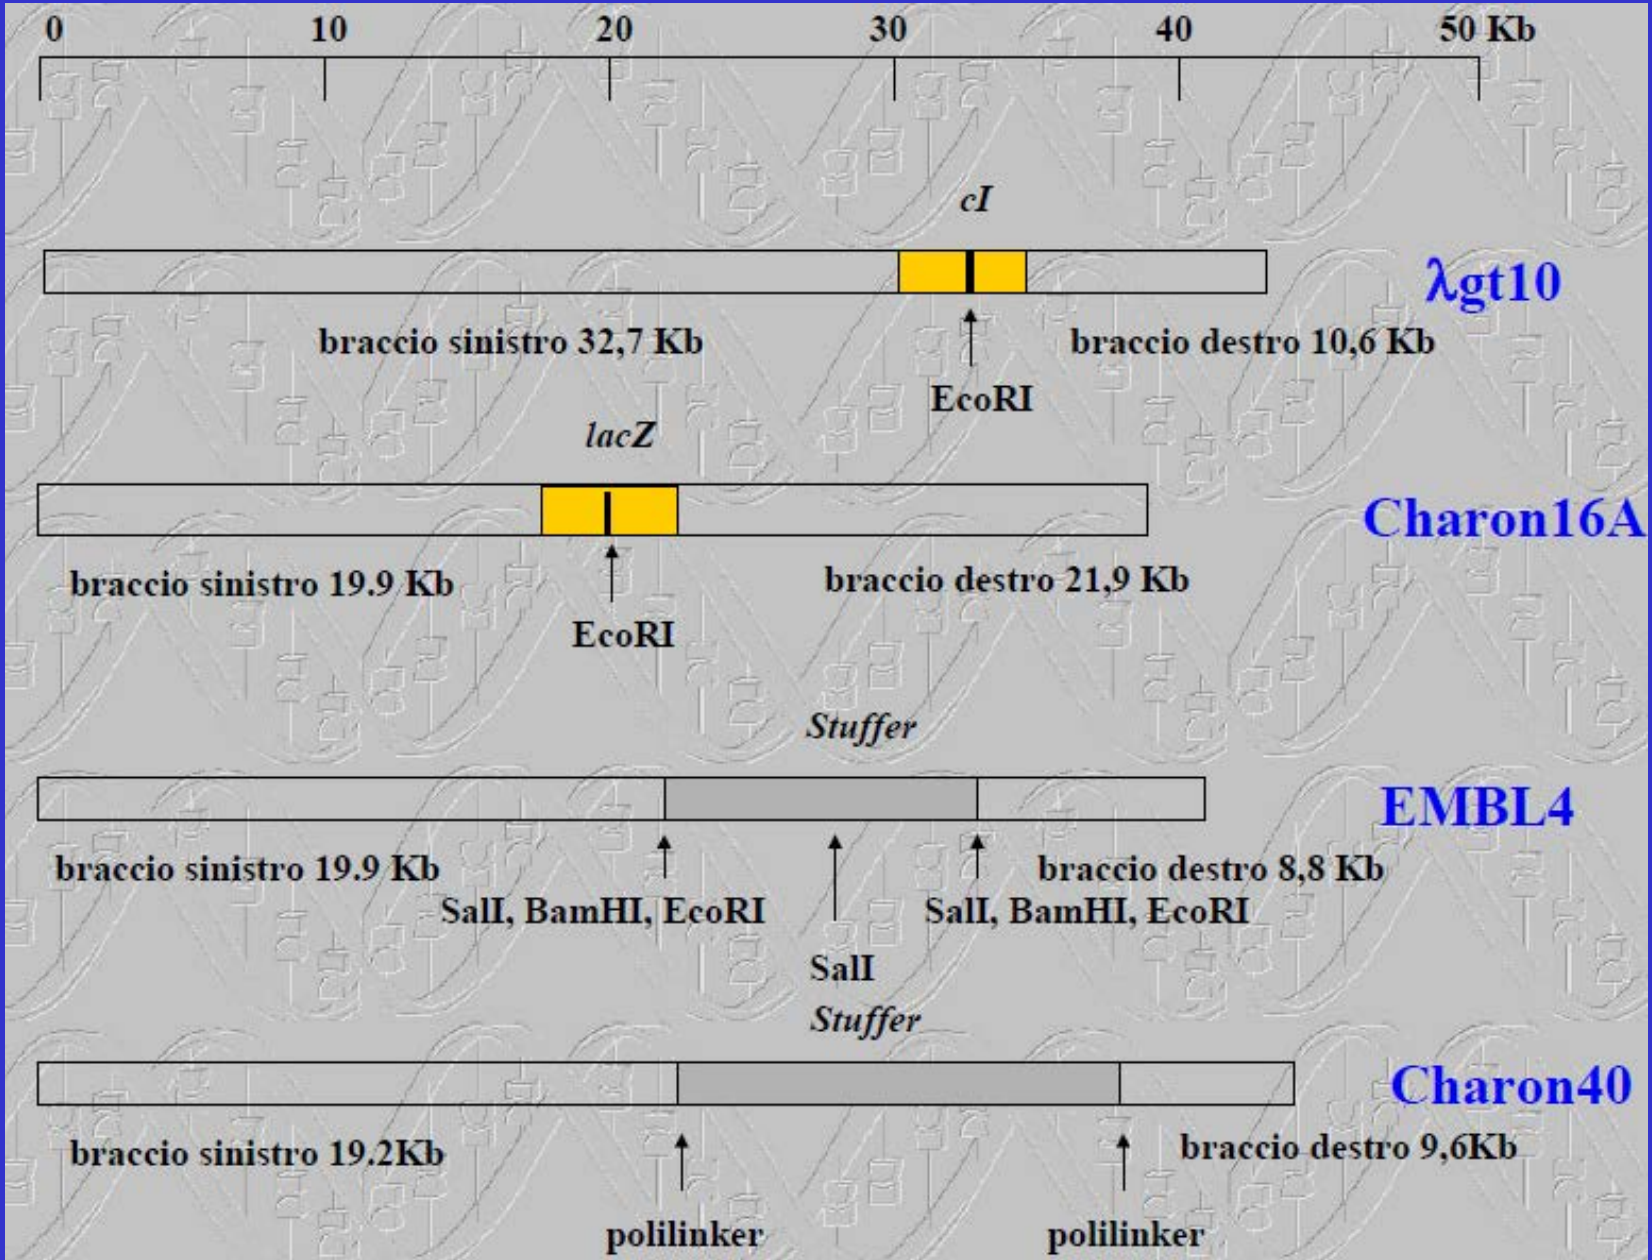 0 10 20 30 40 50 Kb
cI
λgt10
braccio sinistro 32,7 Kb
braccio destro 10,6 Kb
EcoRI
lacZ
Charon16A
braccio sinistro 19.9 Kb
braccio destro 21,9 Kb
EcoRI
Stuffer
EMBL4
braccio sinistro 19.9 Kb
braccio destro 8,8 Kb
SalI, BamHI, EcoRI
SalI, BamHI, EcoRI
SalI
Stuffer
Charon40
braccio sinistro 19.2Kb
braccio destro 9,6Kb
polilinker
polilinker